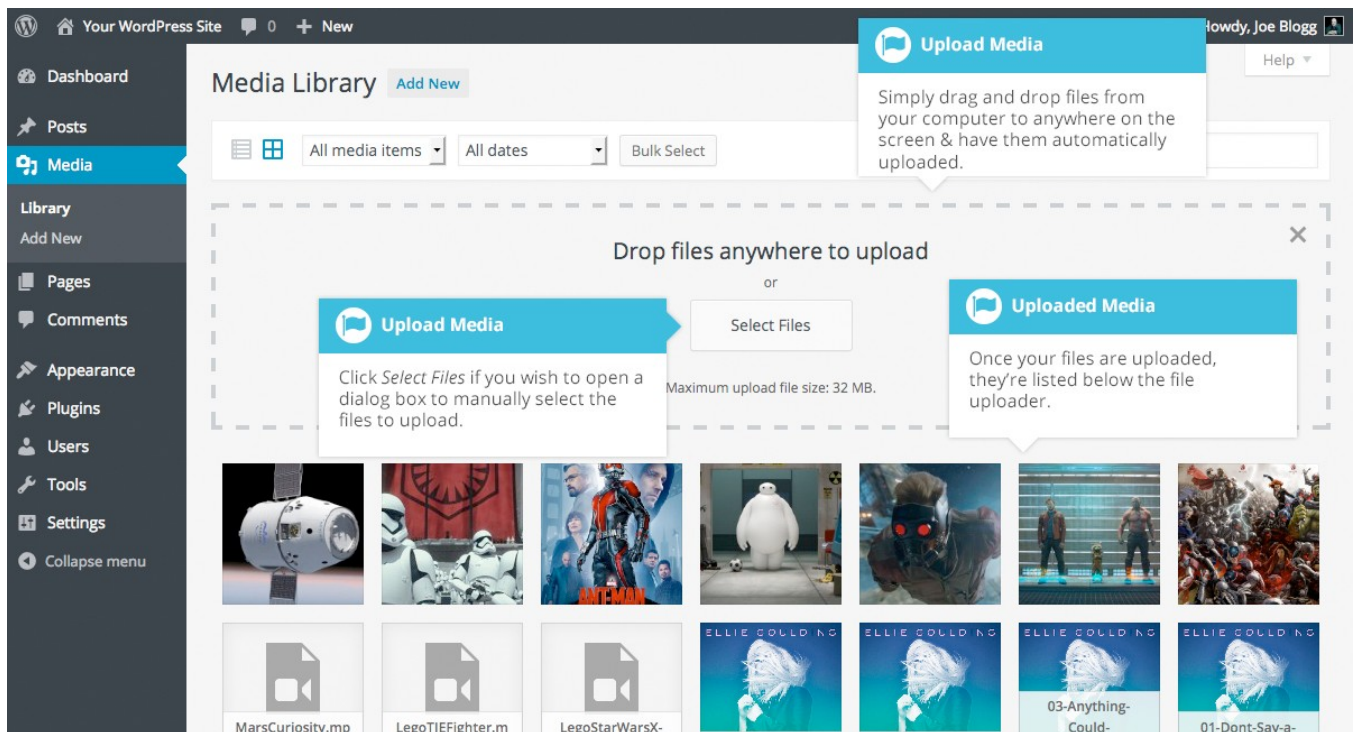 Your WordPress Site 0 + New
Howdy, Joe Blogg
Dashboard
Posts
Media
Library
Add New
Pages
Comments
Appearance
Plugins
Users
Tools
Settings
Collapse menu
Help
Media Library Add New
All media items All dates Bulk Select
Upload Media
Simply drag and drop files from
your computer to anywhere on the
screen & have them automatically
uploaded.
Drop files anywhere to upload
or
Select Files
Maximum upload file size: 32 MB.
Upload Media
Click Select Files if you wish to open a
dialog box to manually select the
files to upload.
Uploaded Media
Once your files are uploaded,
they’re listed below the file
uploader.
ANT-MAN
ELLIE GOULDING ELLIE GOULDING ELLIE GOULDING ELLIE GOULDING
MarsCuriosity.mp
LegoTIEFighter.m
LegoStarWarsX-
03-Anything-
Could-
01-Dont-Say-a-